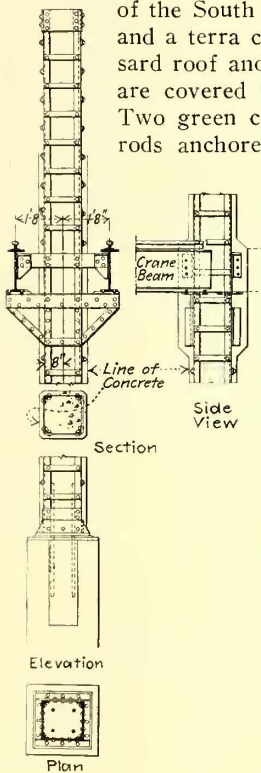 of the South
and a terra c
sard roof and
are covered
Two green c
rods anchore
1'-8" 1'-8"
Crane
Beam
8"
Line of
Concrete
Side
View
Section
Elevation
Plan